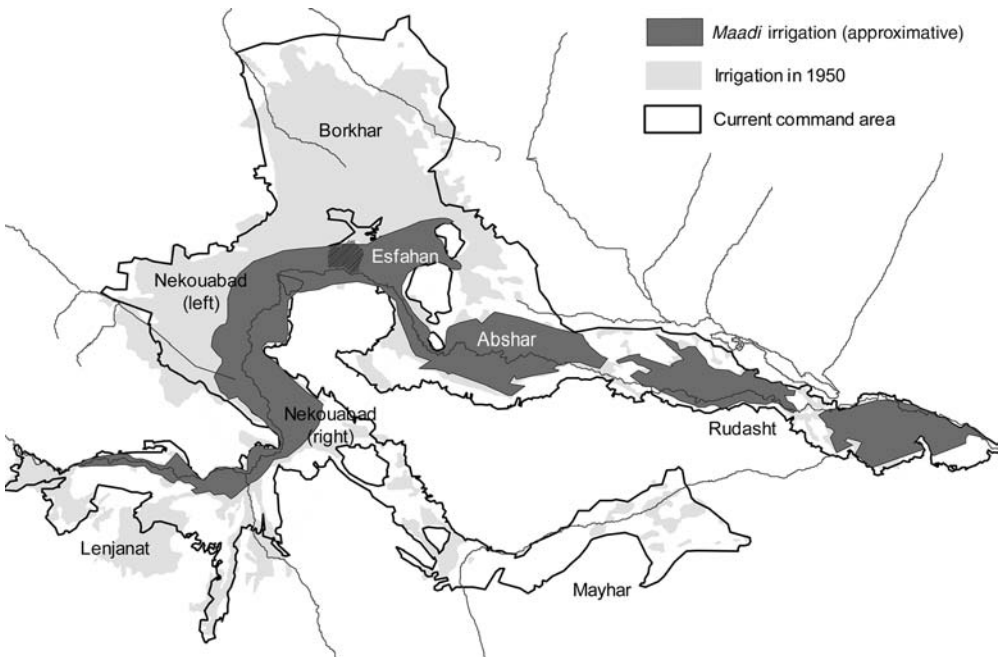 Maadi irrigation (approximative)
Irrigation in 1950
Current command area
Borkhar
Esfahan
Nekouabad
(left)
Abshar
Nekouabad
(right)
Rudasht
Lenjanat
Mayhar